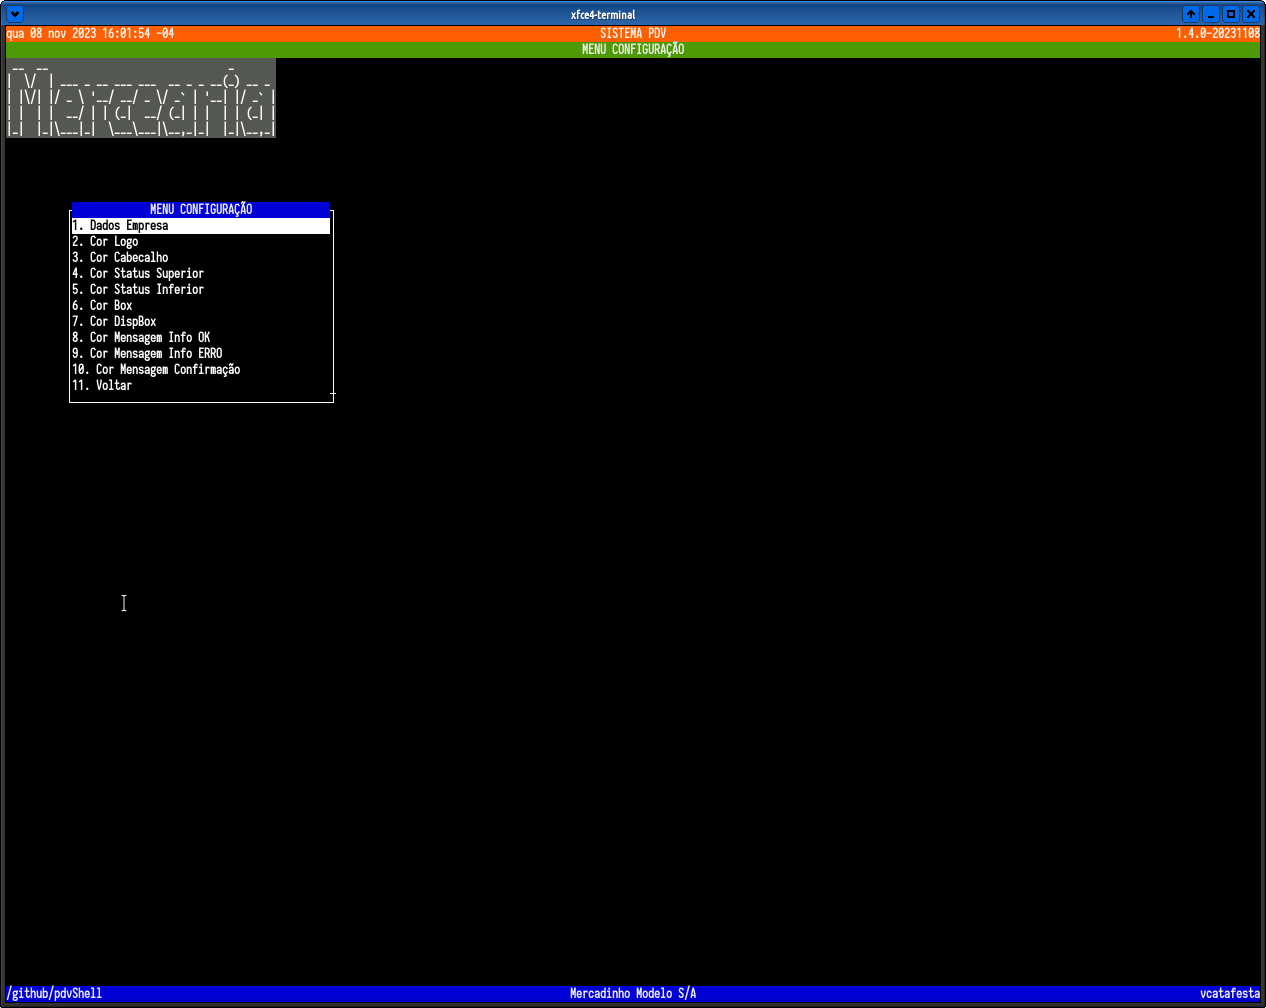 xfce4-terminal
qua 08 nov 2023 16:01:54 -04 SISTEMA PDV 1.4.0-20231108
MENU CONFIGURAÇÃO
Mercearia
MENU CONFIGURAÇÃO
1. Dados Empresa
2. Cor Logo
3. Cor Cabecalho
4. Cor Status Superior
5. Cor Status Inferior
6. Cor Box
7. Cor DispBox
8. Cor Mensagem Info OK
9. Cor Mensagem Info ERRO
10. Cor Mensagem Confirmação
11. Voltar
/github/pdvShell Mercadinho Modelo S/A vcatafesta